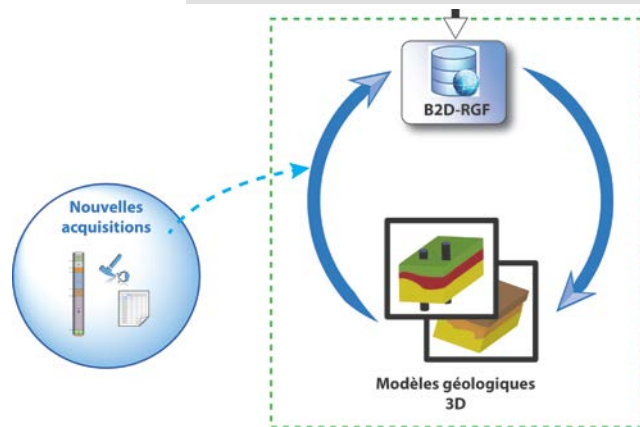 B2D-RGF
Nouvelles
acquisitions
Modèles géologiques
3D